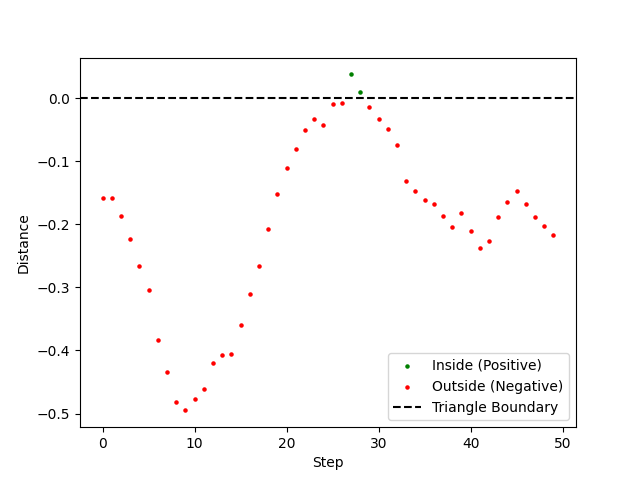 0.0
−0.1
−0.2
−0.3
−0.4
−0.5
Distance
0 10 20 30 40 50
Step
Inside (Positive)
Outside (Negative)
Triangle Boundary